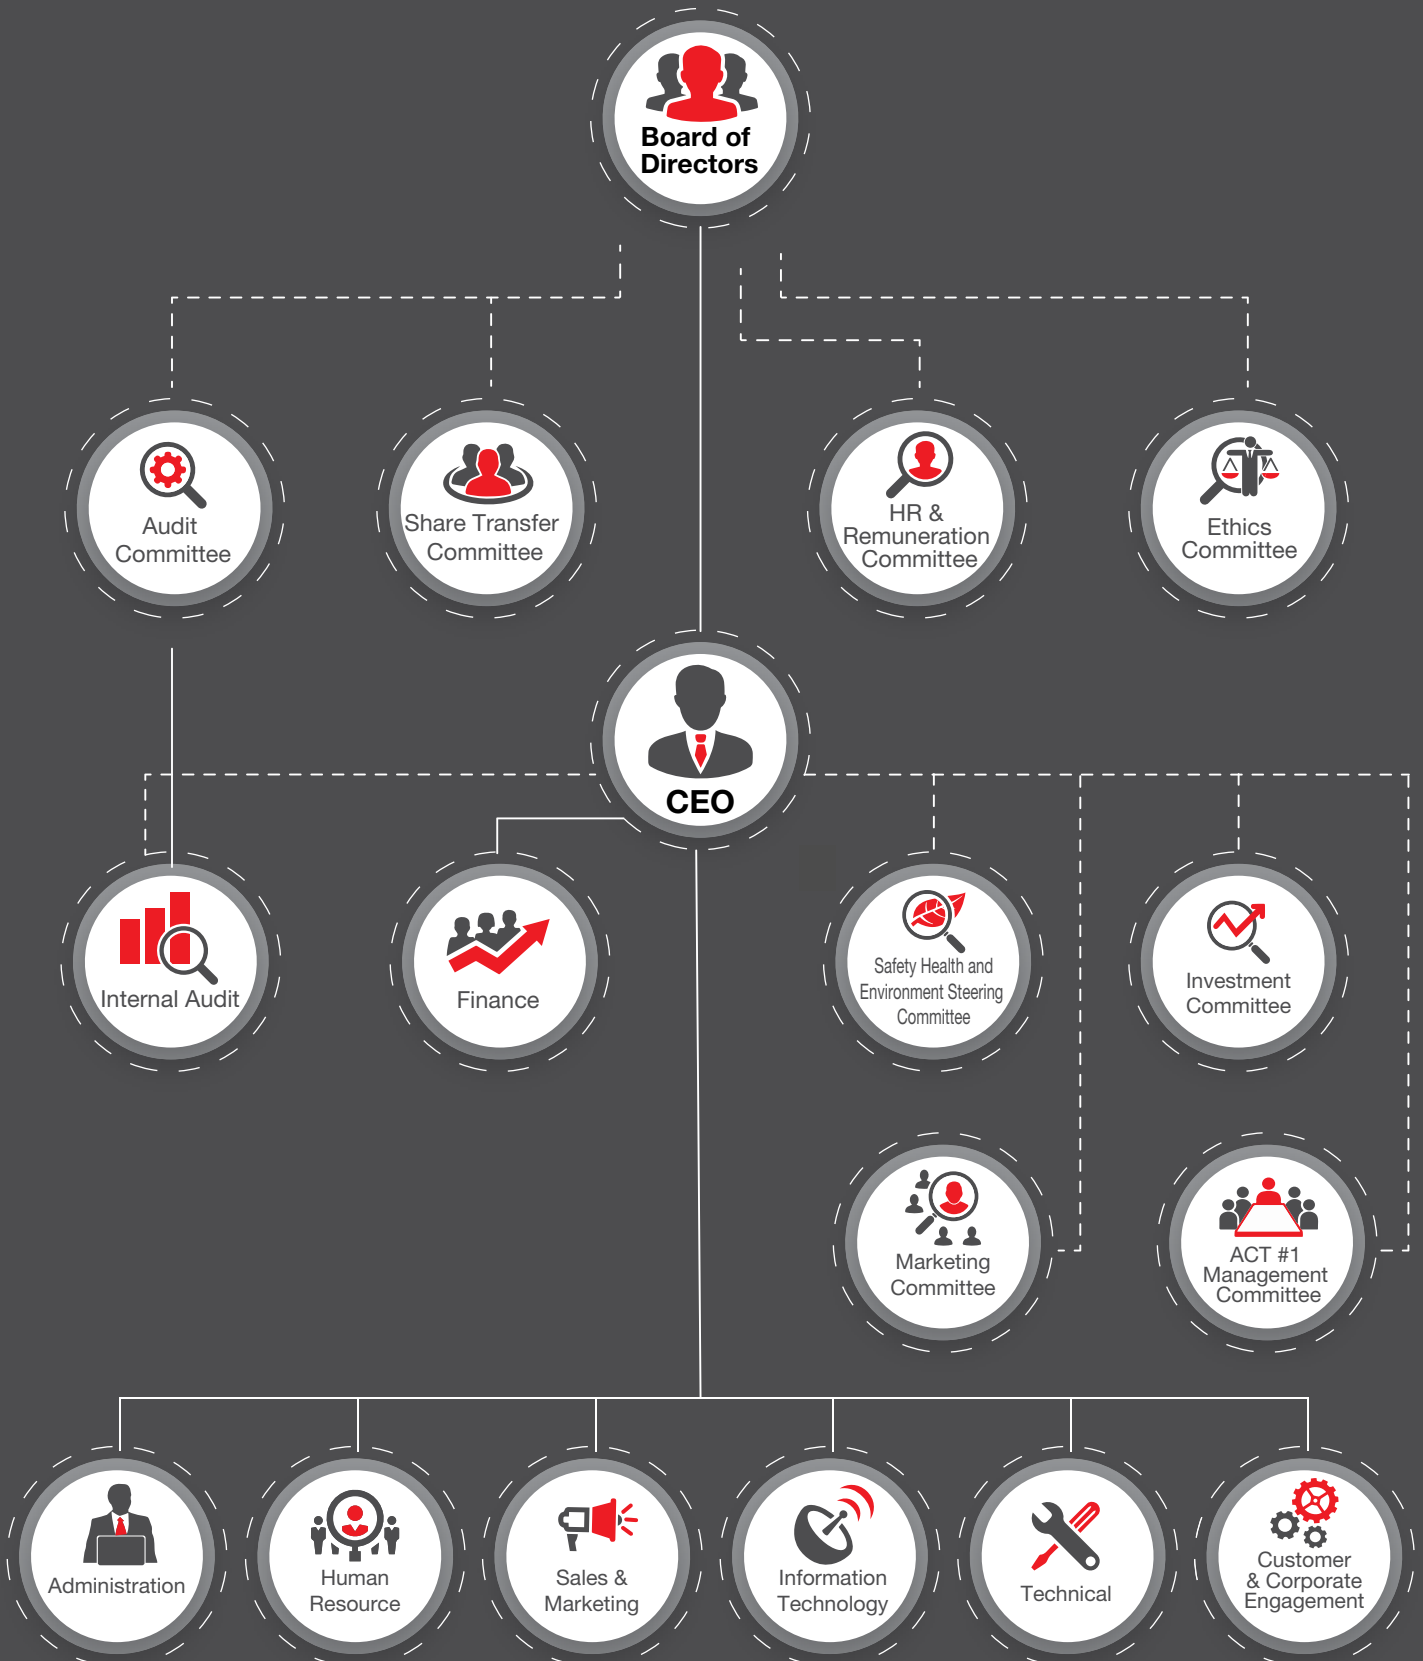 Board of
Directors
Audit
Committee
Share Transfer
Committee
HR &
Remuneration
Committee
Ethics
Committee
CEO
Internal Audit
Finance
Safety Health and
Environment Steering
Committee
Investment
Committee
Marketing
Committee
ACT #1
Management
Committee
Administration
Human
Resource
Sales &
Marketing
Information
Technology
Technical
Customer
& Corporate
Engagement